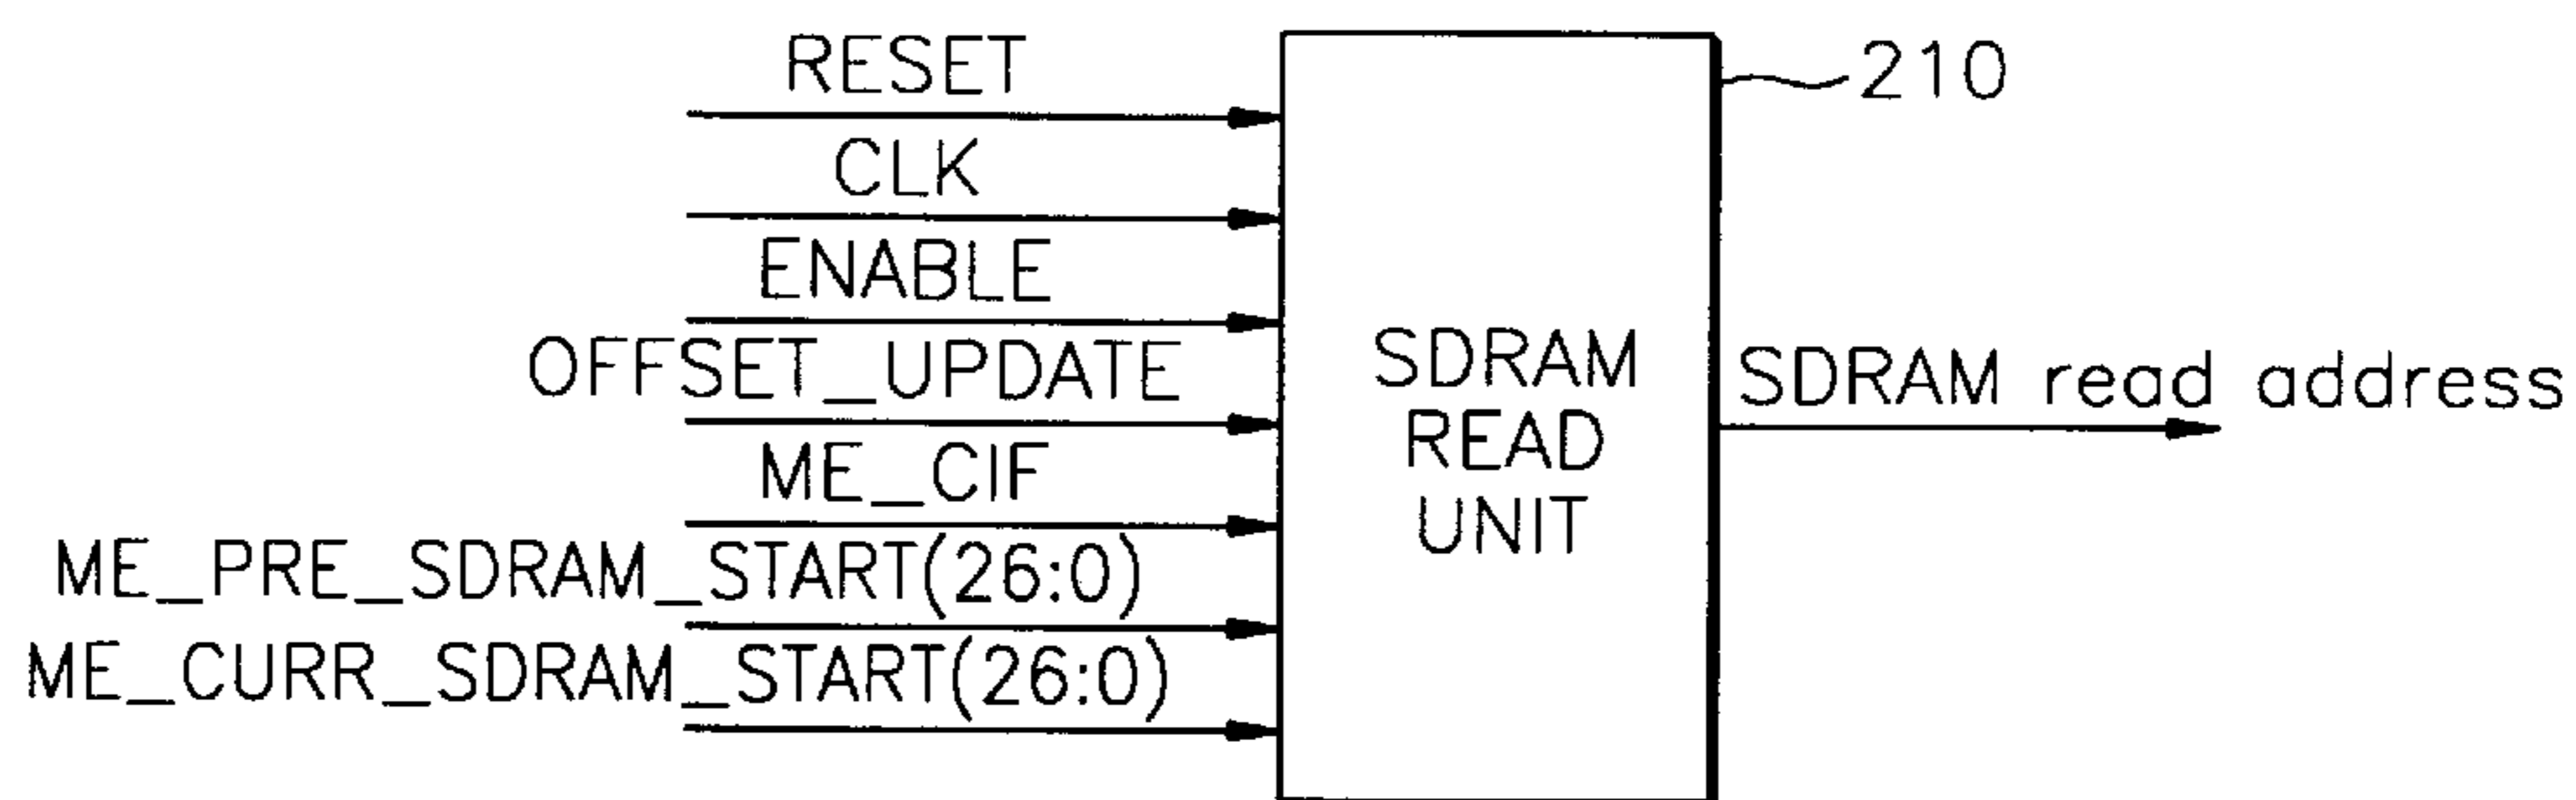 RESET
CLK
ENABLE
OFFSET_UPDATE
ME_CIF
ME_PRE_SDRAM_START(26:0)
ME_CURR_SDRAM_START(26:0)
SDRAM
READ
UNIT
210
SDRAM read address